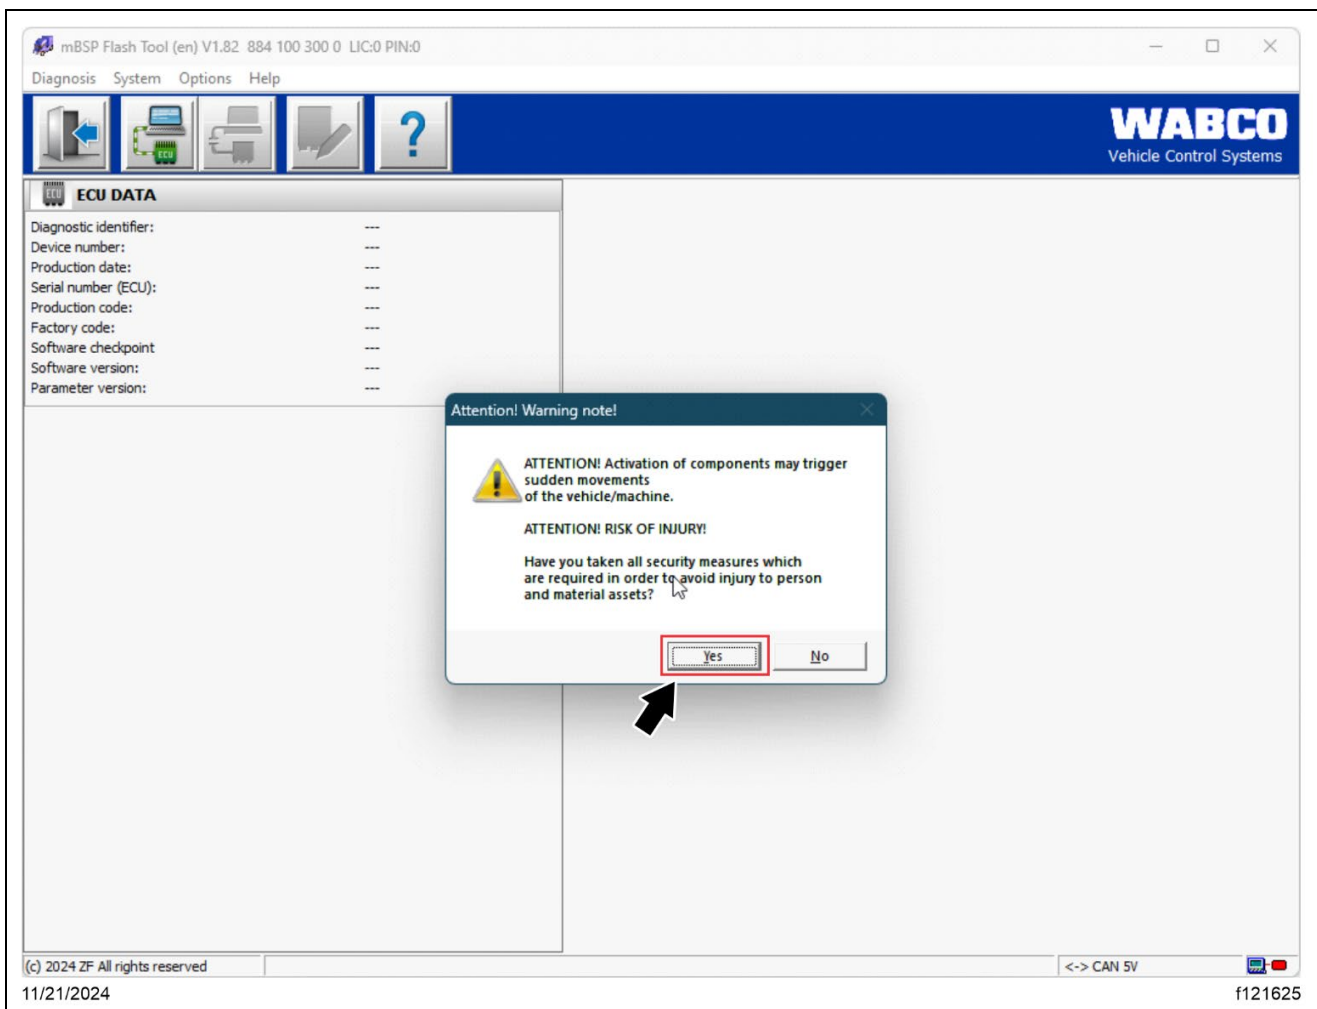 mBSP Flash Tool (en) V1.82 884 100 300 0 LIC:0 PIN:0
Diagnosis System Options Help
ECU
?
WABCO
Vehicle Control Systems
ECU
ECU DATA
Diagnostic identifier: ---
Device number: ---
Production date: ---
Serial number (ECU): ---
Production code: ---
Factory code: ---
Software checkpoint ---
Software version: ---
Parameter version: ---
Attention! Warning note!
ATTENTION! Activation of components may trigger
sudden movements
of the vehicle/machine.
ATTENTION! RISK OF INJURY!
Have you taken all security measures which
are required in order to avoid injury to person
and material assets?
Yes No
(c) 2024 ZF All rights reserved <-> CAN 5V
11/21/2024 f121625